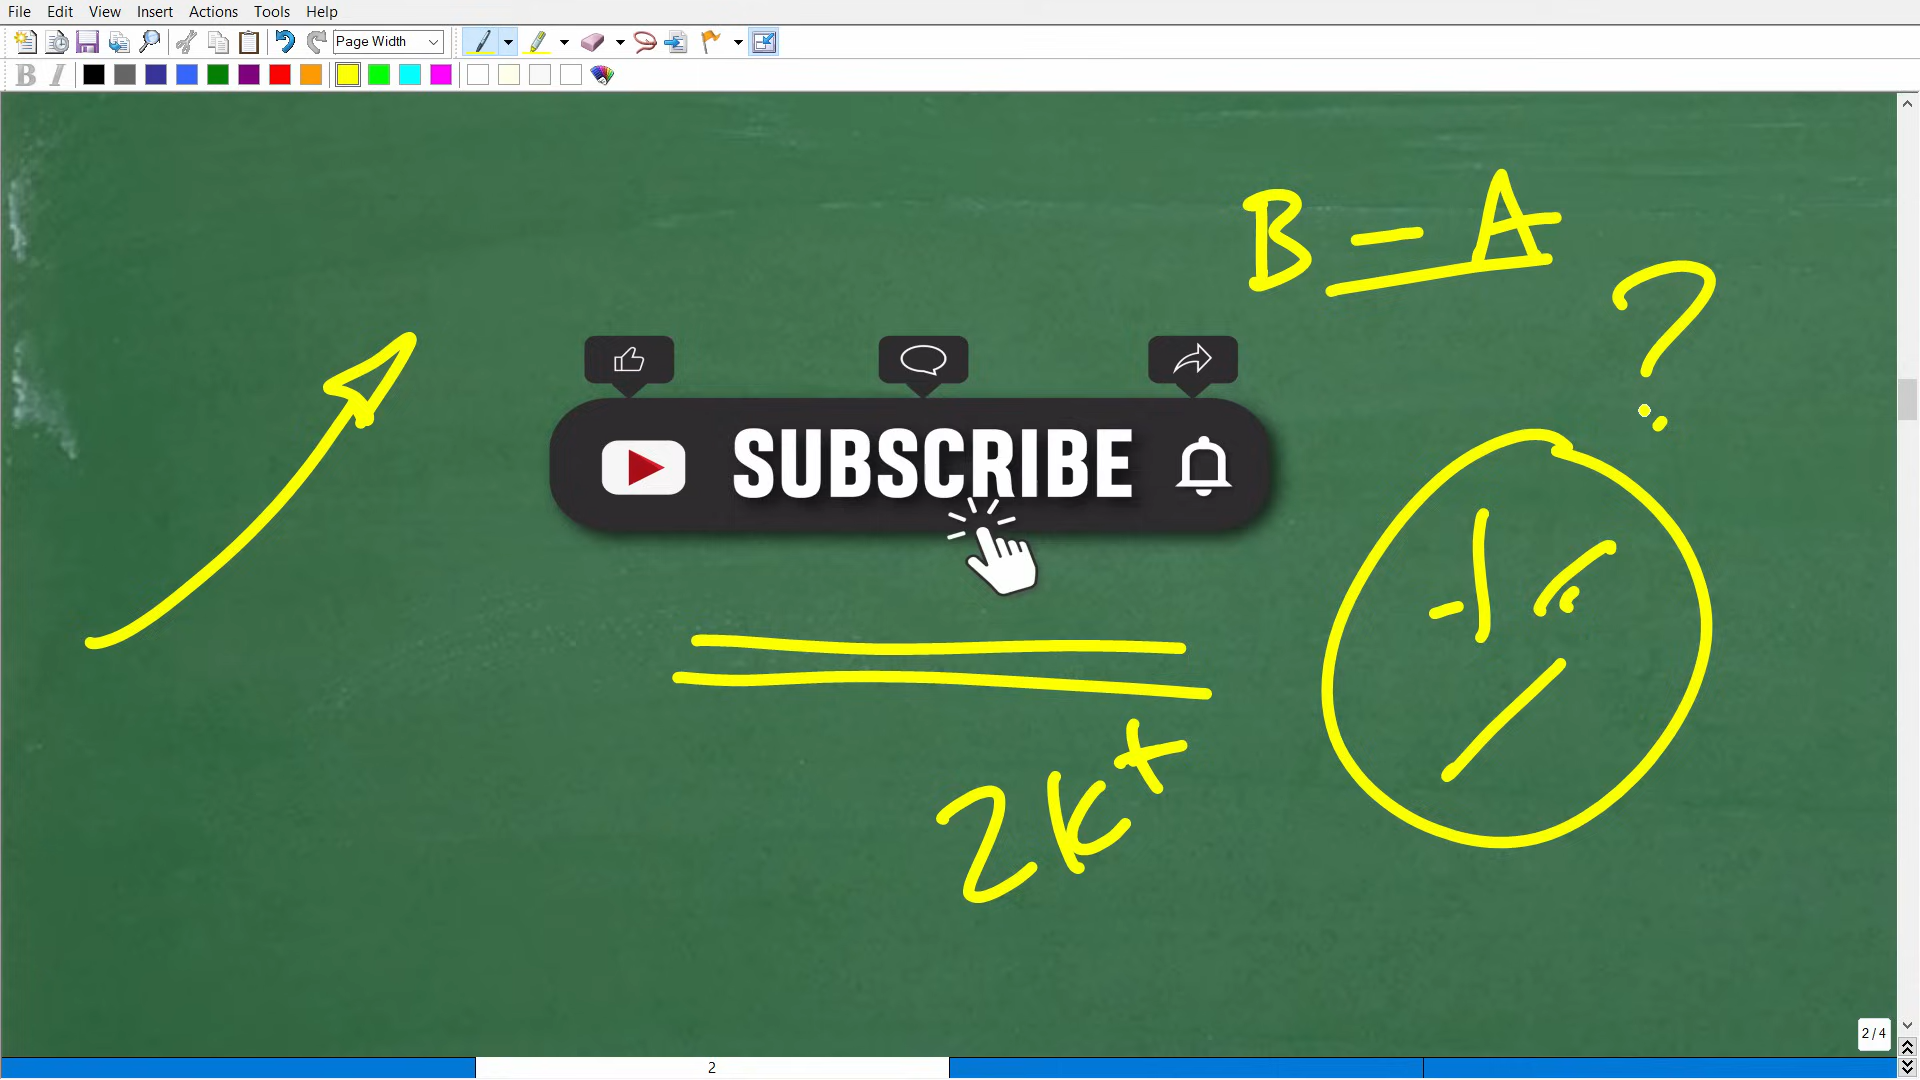 File Edit View Insert Actions Tools Help
Page Width
B I
B - A
?
SUBSCRIBE
2k+
2 / 4
2